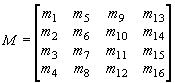 M = [ m₁ m₅ m₉ m₁₃
m₂ m₆ m₁₀ m₁₄
m₃ m₇ m₁₁ m₁₅
m₄ m₈ m₁₂ m₁₆ ]